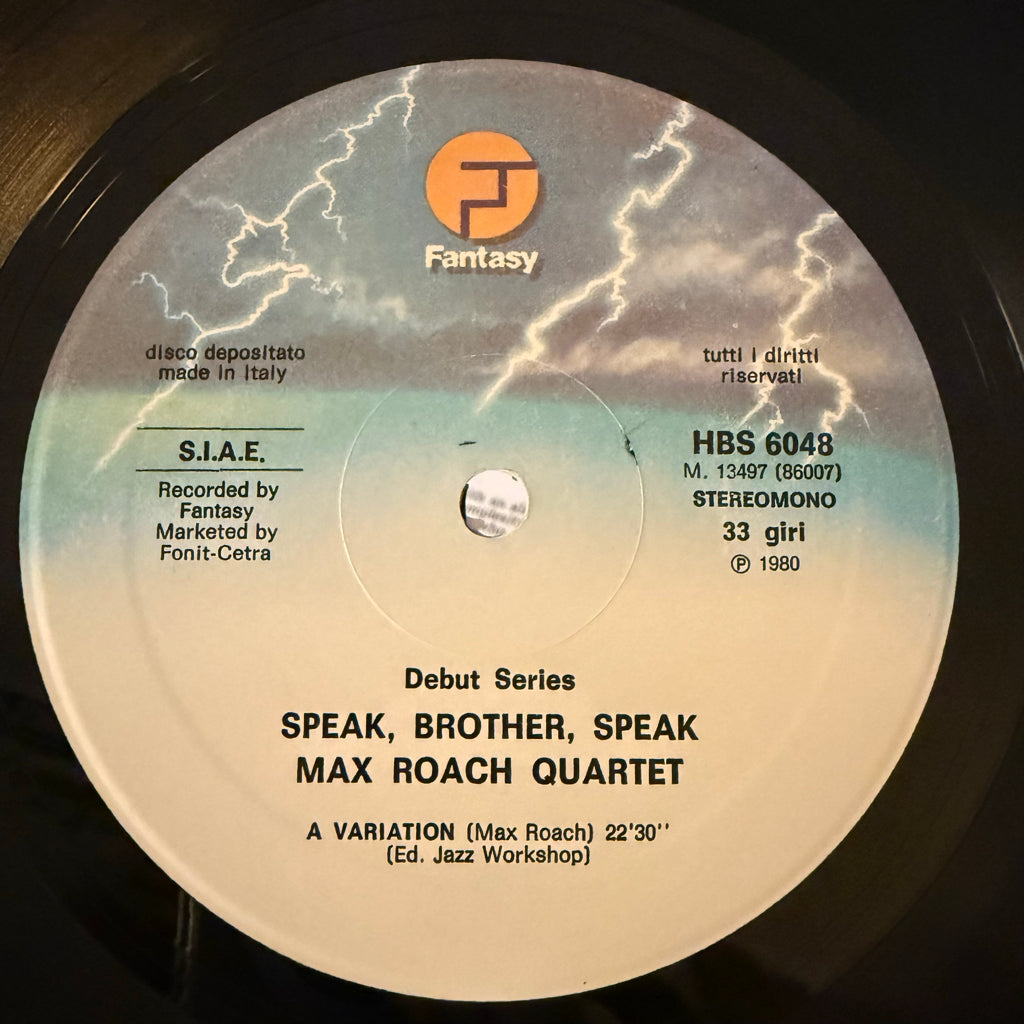 Fantasy
disco depositato
made in Italy
tutti i diritti
riservati
S.I.A.E.
Recorded by
Fantasy
Marketed by
Fonit-Cetra
HBS 6048
M. 13497 (86007)
STEREOMONO
33 giri
℗ 1980
Debut Series
SPEAK, BROTHER, SPEAK
MAX ROACH QUARTET
A VARIATION (Max Roach) 22'30''
(Ed. Jazz Workshop)